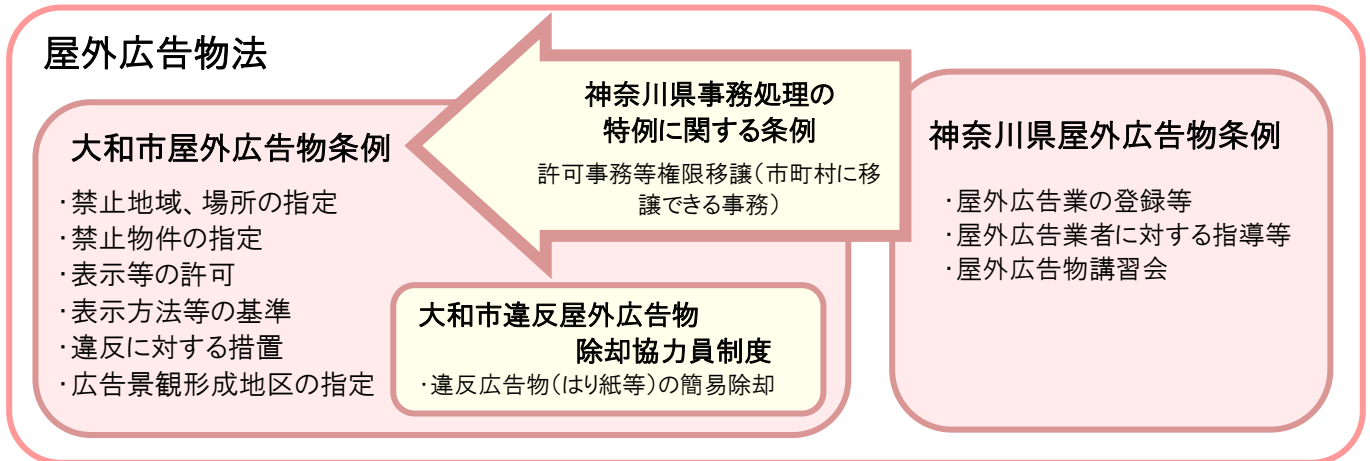 屋外広告物法
大和市屋外広告物条例
・禁止地域、場所の指定
・禁止物件の指定
・表示等の許可
・表示方法等の基準
・違反に対する措置
・広告景観形成地区の指定
神奈川県事務処理の
特例に関する条例
許可事務等権限移譲（市町村に移
譲できる事務）
大和市違反屋外広告物
除却協力員制度
・違反広告物（はり紙等）の簡易除却
神奈川県屋外広告物条例
・屋外広告業の登録等
・屋外広告業者に対する指導等
・屋外広告物講習会